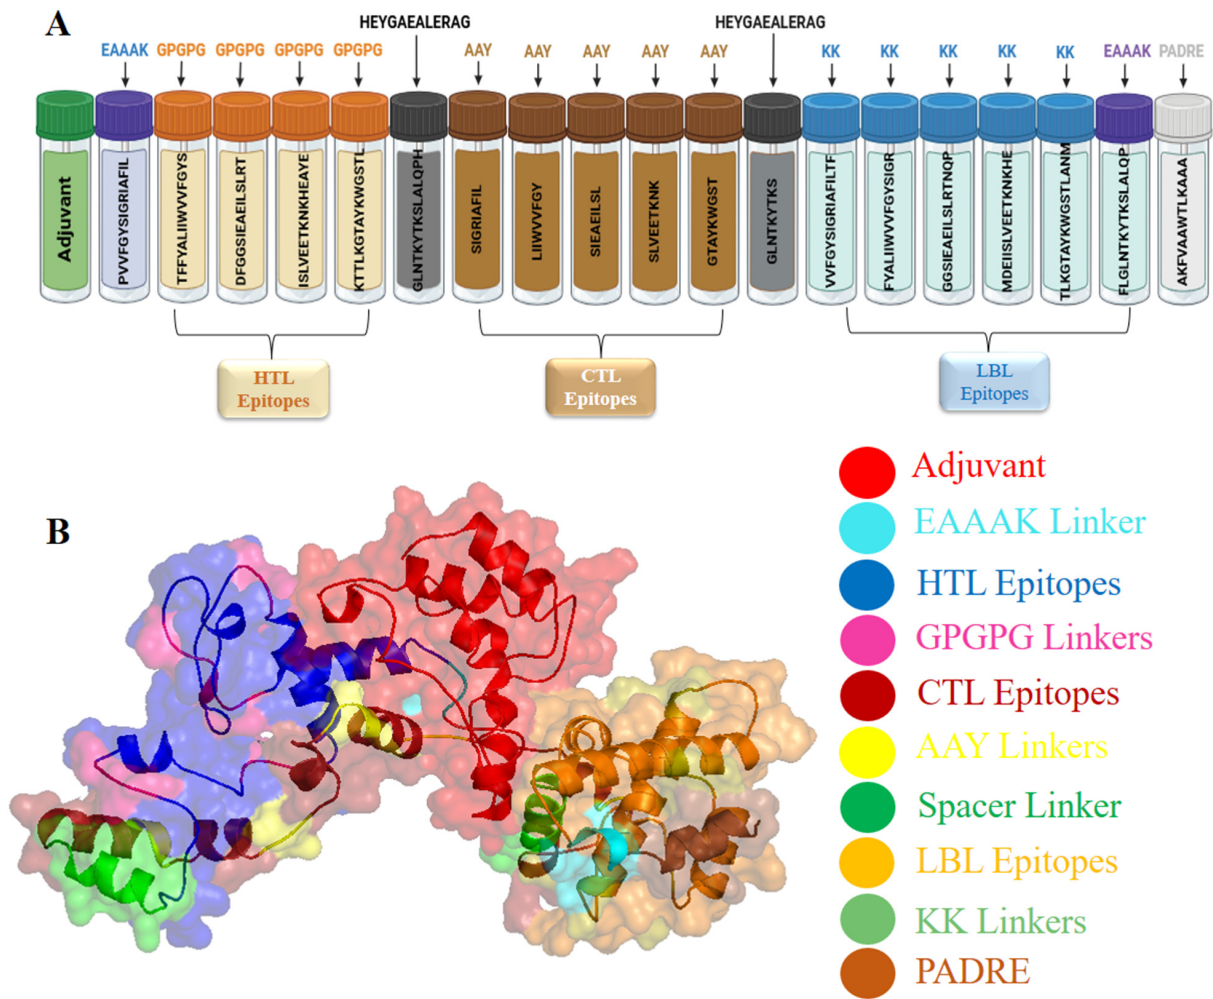 A
HEYGAEALERAG
HEYGAEALERAG
EAAAK GPGPG GPGPG GPGPG GPGPG AAY AAY AAY AAY AAY KK KK KK KK KK EAAAK PADRE
Adjuvant
PVVFGYSIGRIAFIL
TFFYALIIWVVFGYS
DFGGSIEAEILSLRT
ISLVEETKNKHEAYE
KTTLKGTAYKWGSTL
GLNTKYTKSLALQPH
SIGRIAFIL
LIIWVVFGY
SIEAEILSL
SLVEETKNK
GTAYKWGST
GLNTKYTKS
VVFGYSIGRIAFILTF
FYALIIWVVFGYSIGR
GGSIEAEILSLRTNQP
MDEIISLVEETKNKHE
TLKGTAYKWGSTLANM
FLGLNTKYTKSLALQP
AKFVAAWTLKAAA
HTL
Epitopes
CTL
Epitopes
LBL
Epitopes
B
Adjuvant
EAAAK Linker
HTL Epitopes
GPGPG Linkers
CTL Epitopes
AAY Linkers
Spacer Linker
LBL Epitopes
KK Linkers
PADRE